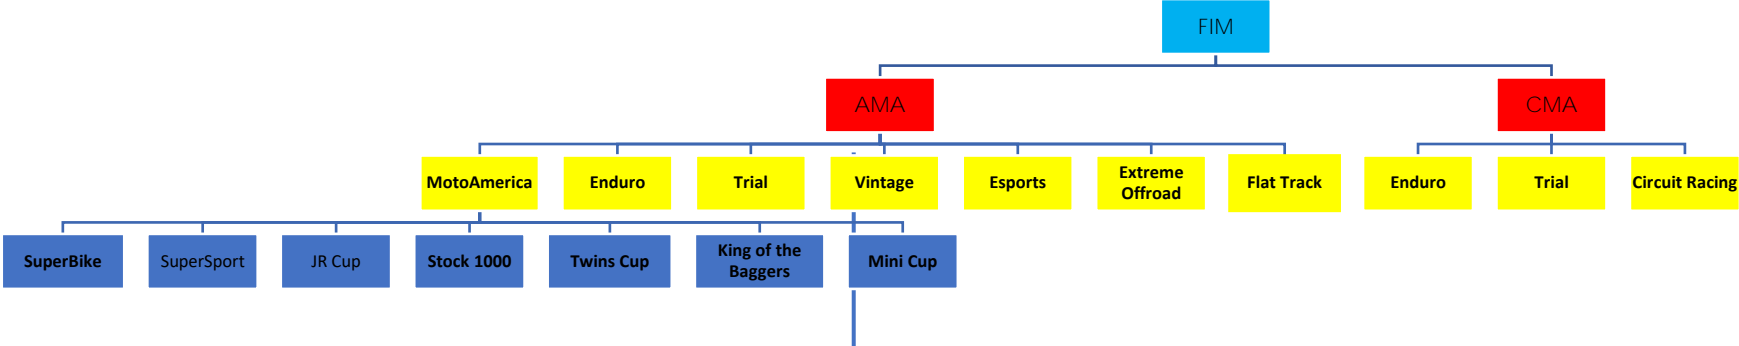 FIM
AMA
CMA
MotoAmerica
Enduro
Trial
Vintage
Esports
Extreme
Offroad
Flat Track
Enduro
Trial
Circuit Racing
SuperBike
SuperSport
JR Cup
Stock 1000
Twins Cup
King of the
Baggers
Mini Cup